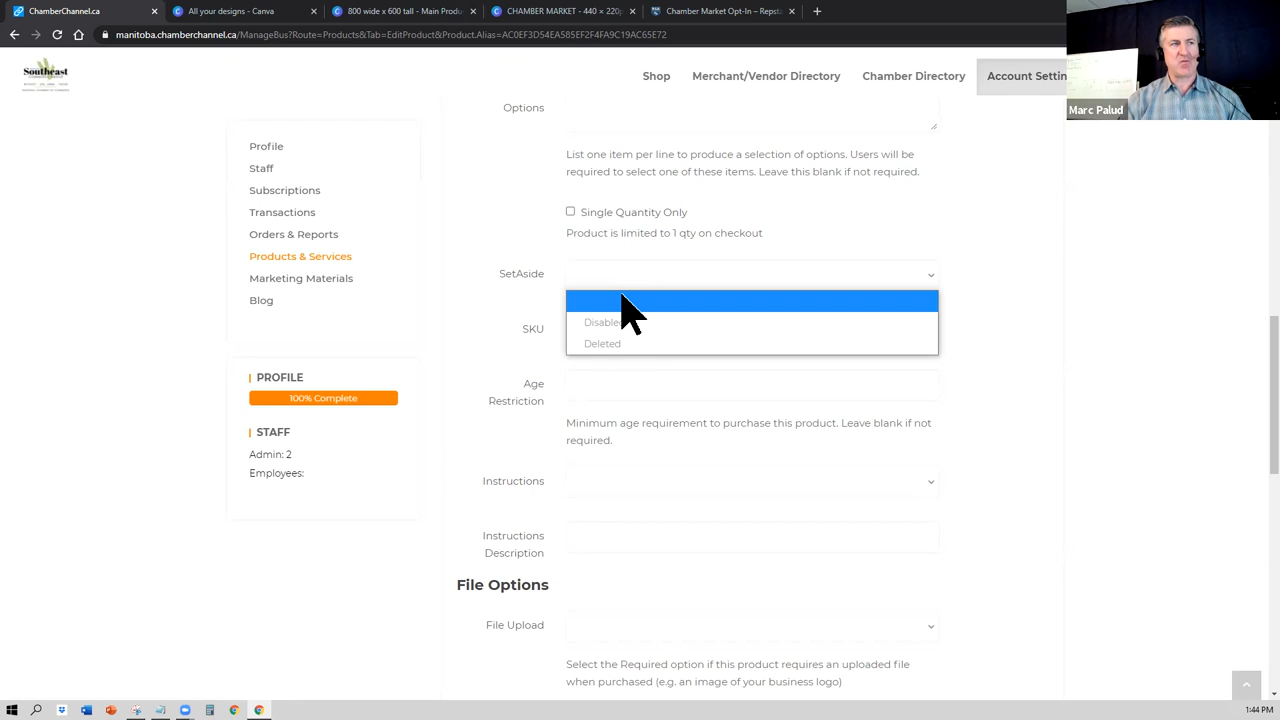 Login
All your designs - Canva
800 wide x 600 tall - Main Produ
CHAMBER MARKET - 440 × 220p
Chamber Market Opt-In – Repsta
manitoba.chamberchannel.ca/ManageBus?Route=Products&Tab=EditProduct&Product.Alias=AC0EF3D54EA585EF2F4FA9C19AC65E72
Southeast
Shop
Merchant/Vendor Directory
Chamber Directory
Account Settin
Marc Palud
Profile
Staff
Subscriptions
Transactions
Orders & Reports
Products & Services
Marketing Materials
Blog
PROFILE
100% Complete
STAFF
Admin: 2
Employees:
Options
List one item per line to produce a selection of options. Users will be
required to select one of these items. Leave this blank if not required.
Single Quantity Only
Product is limited to 1 qty on checkout
SetAside
Disabled
Deleted
SKU
Age
Restriction
Minimum age requirement to purchase this product. Leave blank if not
required.
Instructions
Instructions
Description
File Options
File Upload
Select the Required option if this product requires an uploaded file
when purchased (e.g. an image of your business logo)
1:44 PM